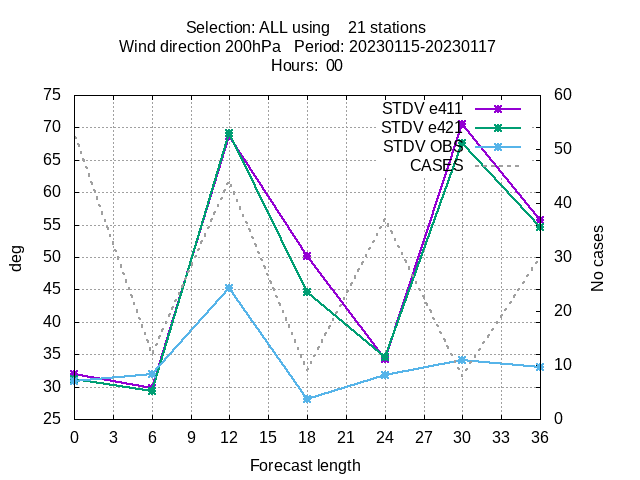 Selection: ALL using    21 stations
Wind direction 200hPa   Period: 20230115-20230117
Hours:  00
75
70
65
60
55
50
45
40
35
30
25
deg
STDV e411
STDV e421
STDV OBS
CASES
60
50
40
30
20
10
0
No cases
0 3 6 9 12 15 18 21 24 27 30 33 36
Forecast length